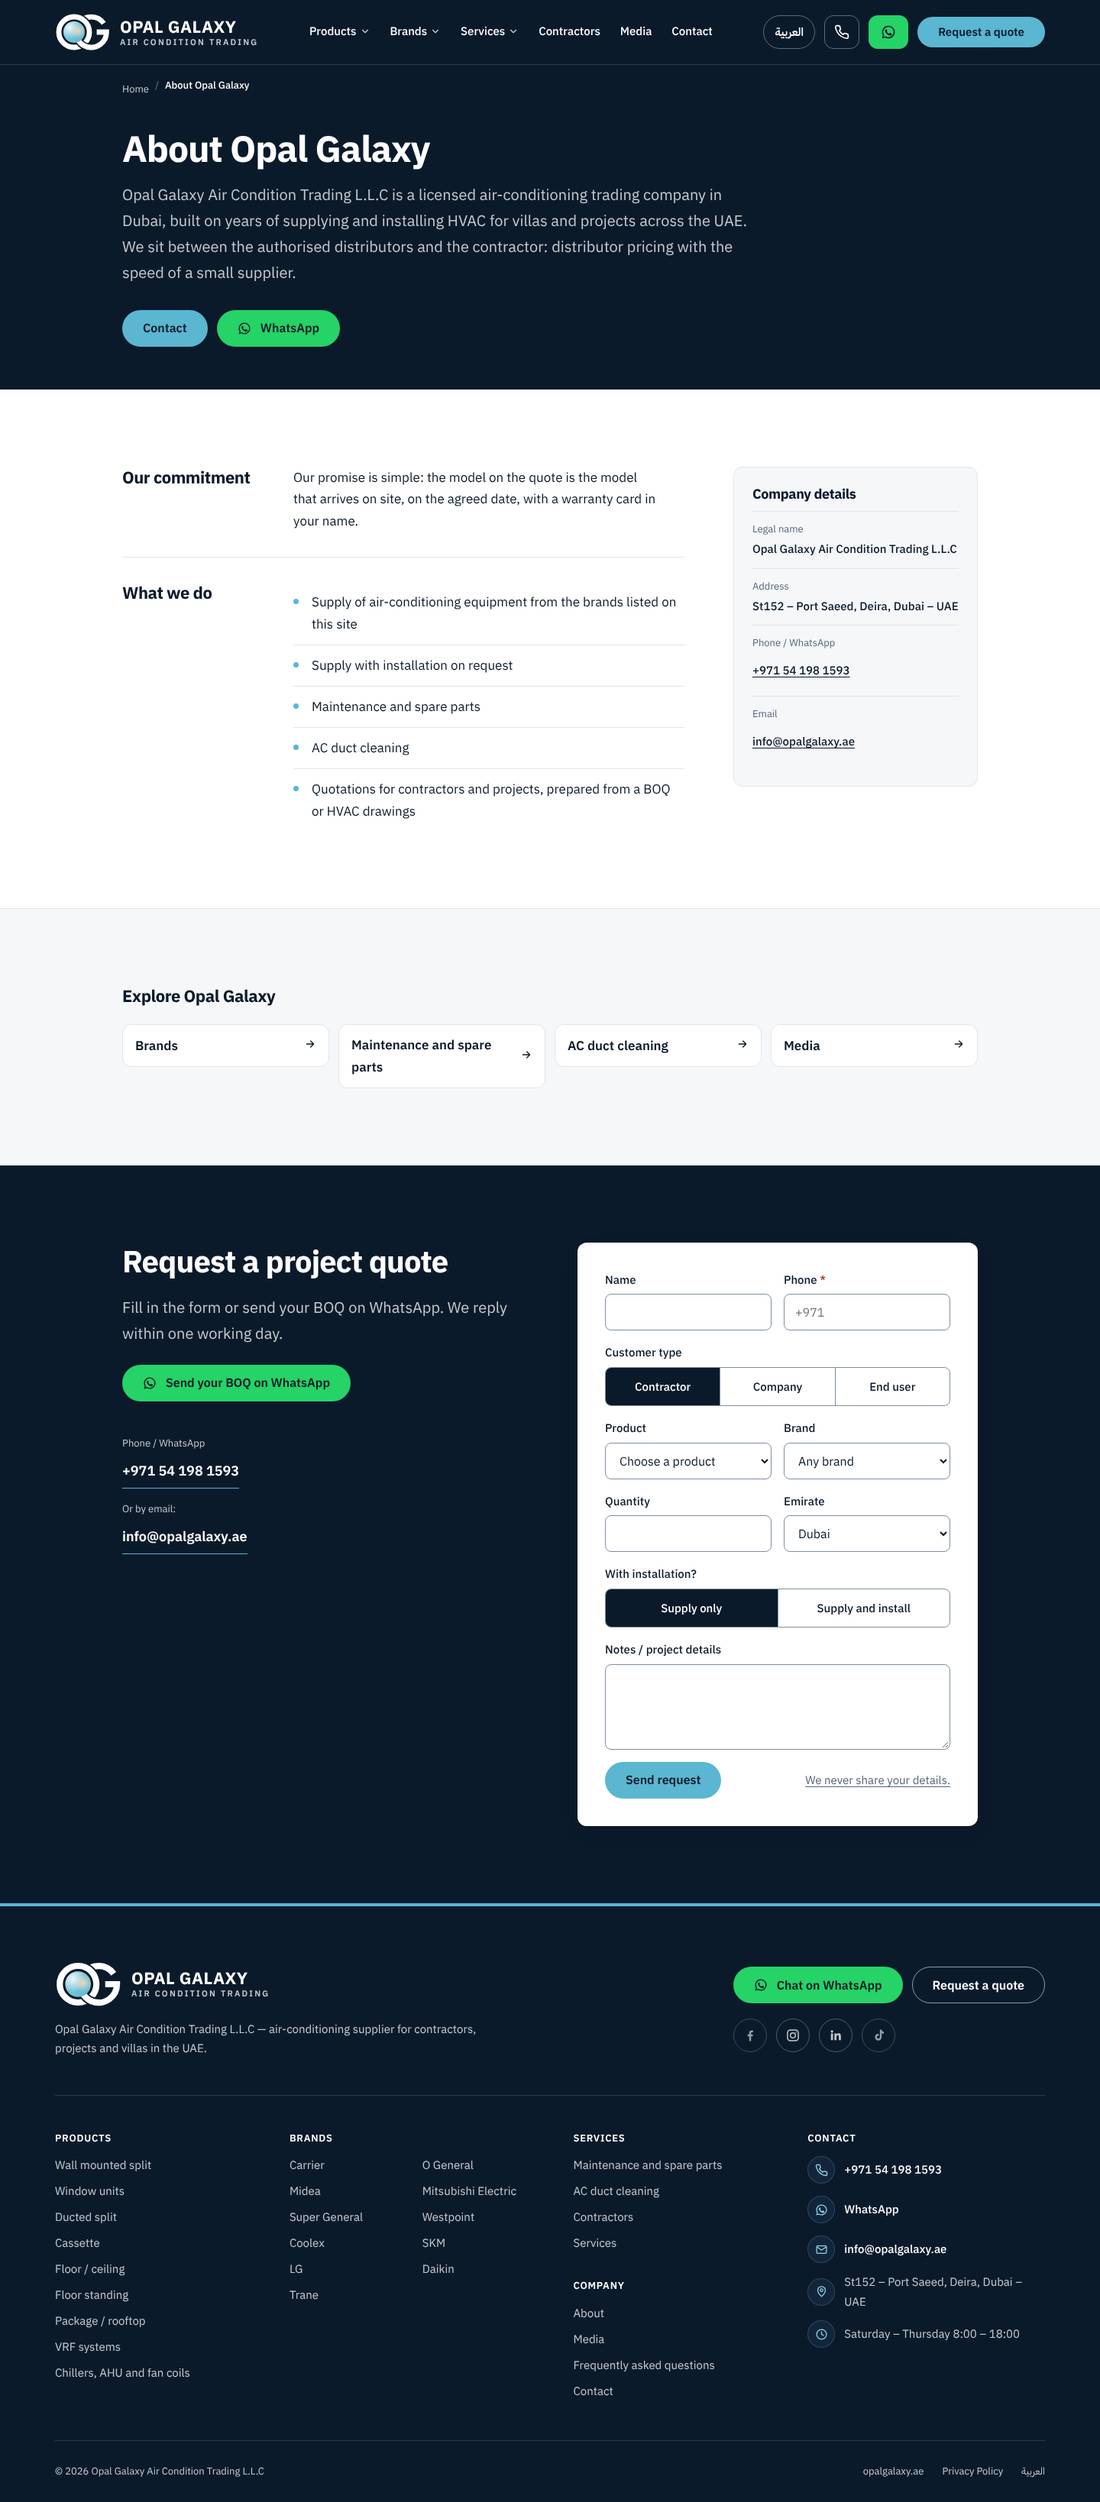 OPAL GALAXY
AIR CONDITION TRADING
Products
Brands
Services
Contractors
Media
Contact
العربية
Request a quote
Home / About Opal Galaxy
About Opal Galaxy
Opal Galaxy Air Condition Trading L.L.C is a licensed air-conditioning trading company in
Dubai, built on years of supplying and installing HVAC for villas and projects across the UAE.
We sit between the authorised distributors and the contractor: distributor pricing with the
speed of a small supplier.
Contact
WhatsApp
Our commitment
Our promise is simple: the model on the quote is the model
that arrives on site, on the agreed date, with a warranty card in
your name.
What we do
Supply of air-conditioning equipment from the brands listed on
this site
Supply with installation on request
Maintenance and spare parts
AC duct cleaning
Quotations for contractors and projects, prepared from a BOQ
or HVAC drawings
Company details
Legal name
Opal Galaxy Air Condition Trading L.L.C
Address
St152 – Port Saeed, Deira, Dubai – UAE
Phone / WhatsApp
+971 54 198 1593
Email
info@opalgalaxy.ae
Explore Opal Galaxy
Brands
Maintenance and spare
parts
AC duct cleaning
Media
Request a project quote
Fill in the form or send your BOQ on WhatsApp. We reply
within one working day.
Send your BOQ on WhatsApp
Phone / WhatsApp
+971 54 198 1593
Or by email:
info@opalgalaxy.ae
Name
Phone *
+971
Customer type
Contractor
Company
End user
Product
Brand
Choose a product
Any brand
Quantity
Emirate
Dubai
With installation?
Supply only
Supply and install
Notes / project details
Send request
We never share your details.
OPAL GALAXY
AIR CONDITION TRADING
Opal Galaxy Air Condition Trading L.L.C — air-conditioning supplier for contractors,
projects and villas in the UAE.
Chat on WhatsApp
Request a quote
PRODUCTS
Wall mounted split
Window units
Ducted split
Cassette
Floor / ceiling
Floor standing
Package / rooftop
VRF systems
Chillers, AHU and fan coils
BRANDS
Carrier
Midea
Super General
Coolex
LG
Trane
O General
Mitsubishi Electric
Westpoint
SKM
Daikin
SERVICES
Maintenance and spare parts
AC duct cleaning
Contractors
Services
COMPANY
About
Media
Frequently asked questions
Contact
CONTACT
+971 54 198 1593
WhatsApp
info@opalgalaxy.ae
St152 – Port Saeed, Deira, Dubai –
UAE
Saturday – Thursday 8:00 – 18:00
© 2026 Opal Galaxy Air Condition Trading L.L.C
opalgalaxy.ae
Privacy Policy
العربية